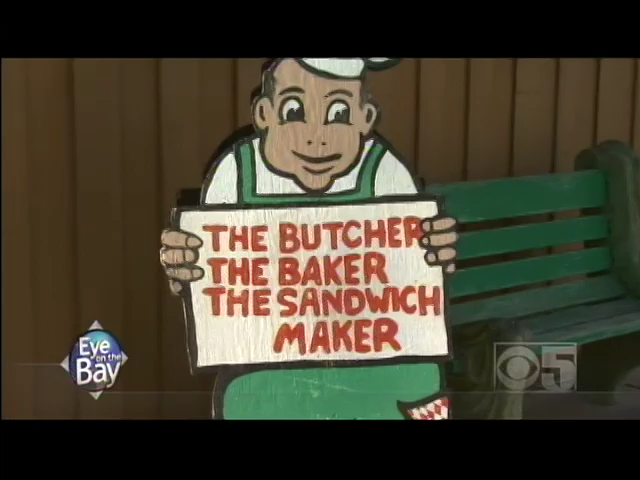 THE BUTCHER
THE BAKER
THE SANDWICH
MAKER
Eye
on the
Bay
5